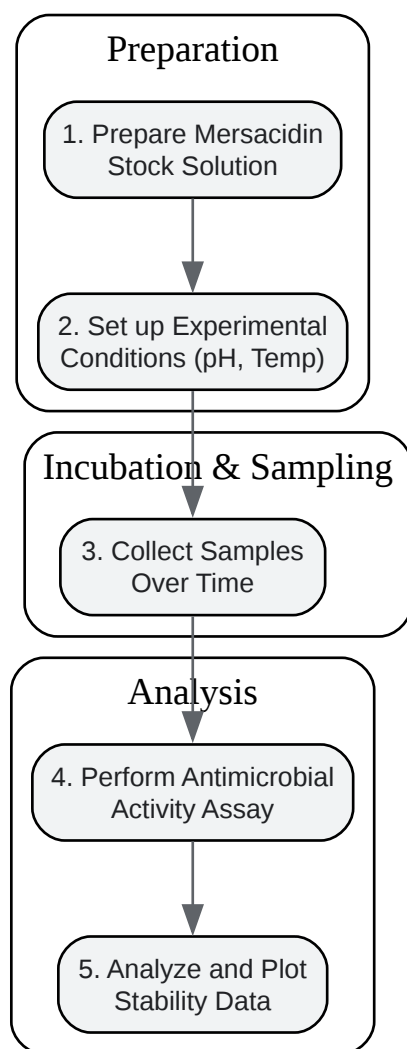 Preparation
1. Prepare Mersacidin
Stock Solution
2. Set up Experimental
Conditions (pH, Temp)
Incubation & Sampling
3. Collect Samples
Over Time
Analysis
4. Perform Antimicrobial
Activity Assay
5. Analyze and Plot
Stability Data